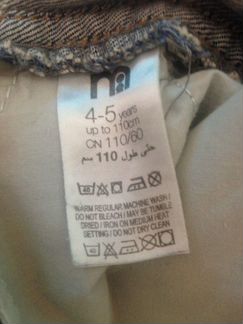 4-5 years
up to 110cm
CN 110/60
حتى طول 110 سم
WARM REGULAR MACHINE WASH /
DO NOT BLEACH / MAY BE TUMBLE
DRIED / IRON ON MEDIUM HEAT
SETTING / DO NOT DRY CLEAN